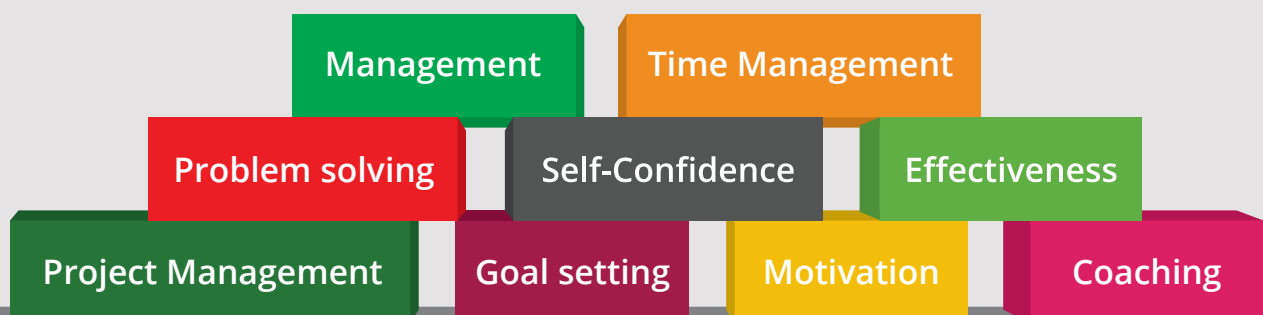 Management
Time Management
Problem solving
Self-Confidence
Effectiveness
Project Management
Goal setting
Motivation
Coaching